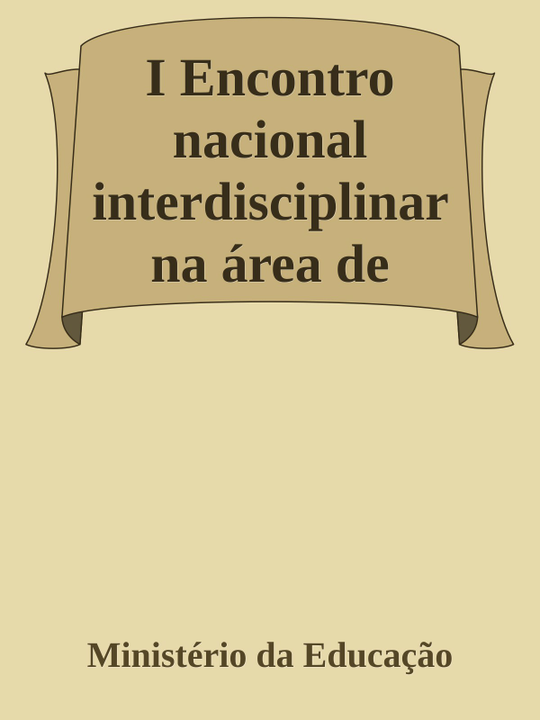 I Encontro
nacional
interdisciplinar
na área de
Ministério da Educação